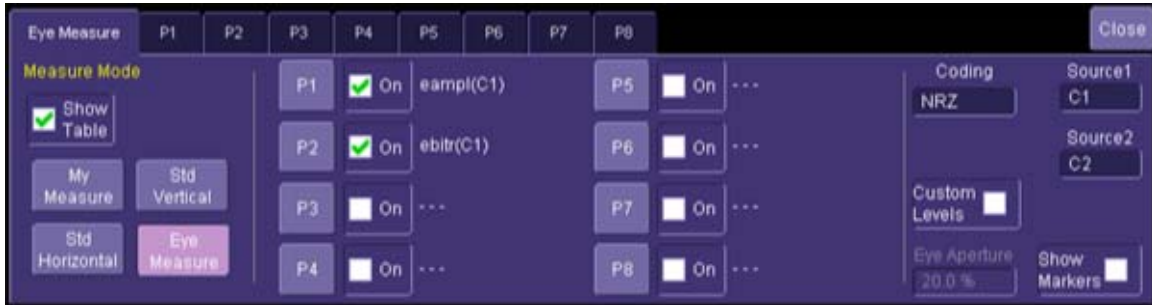 Eye Measure P1 P2 P3 P4 P5 P6 P7 P8 Close
Measure Mode
Show
Table
My
Measure
Std
Vertical
Std
Horizontal
Eye
Measure
P1 On eampl(C1)
P2 On ebitr(C1)
P3 On ---
P4 On ---
P5 On ---
P6 On ---
P7 On ---
P8 On ---
Coding
NRZ
Custom
Levels
Eye Aperture
20.0 %
Source1
C1
Source2
C2
Show
Markers